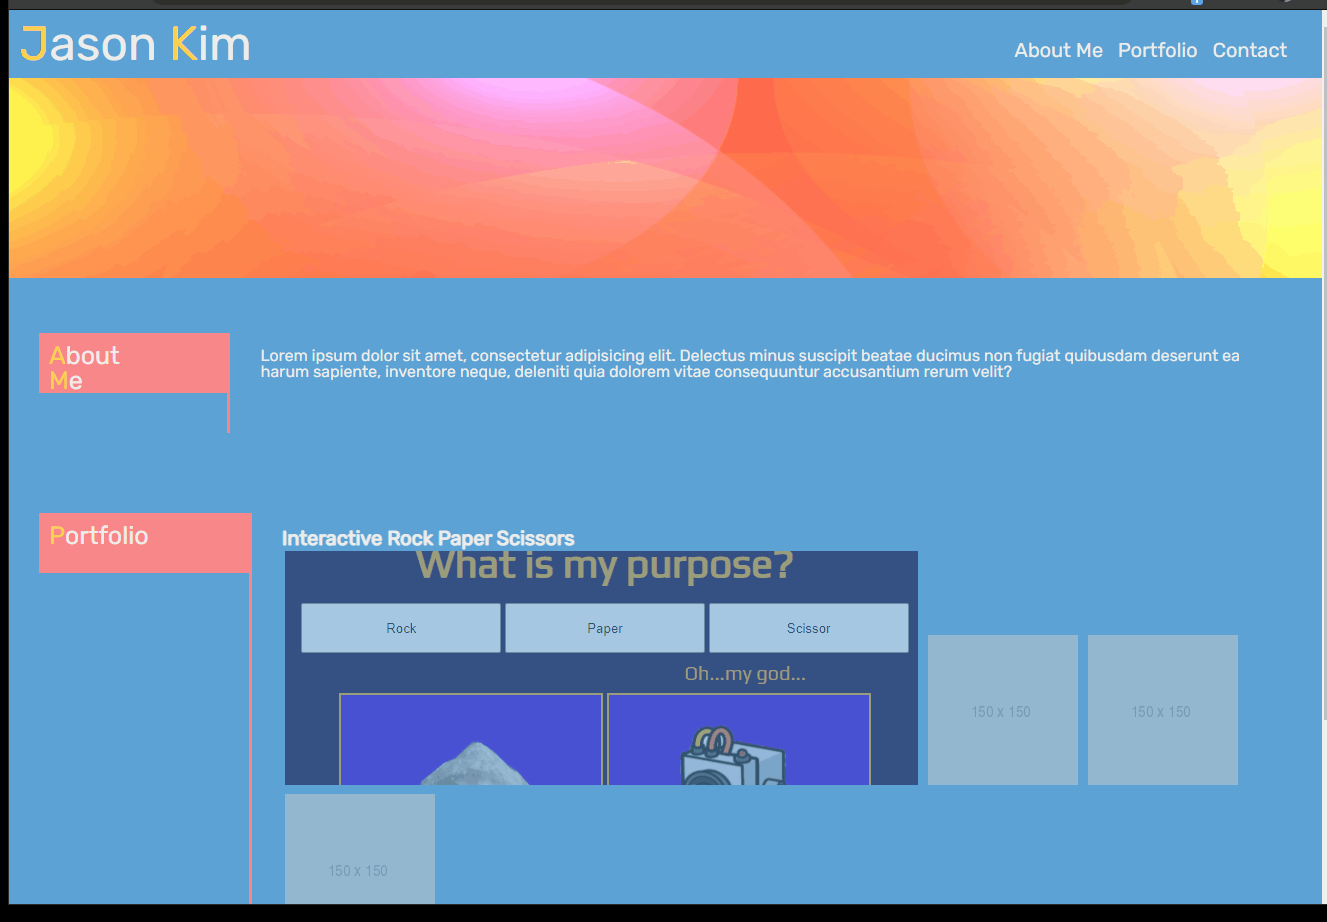 Jason Kim
About Me Portfolio Contact
About
Me
Lorem ipsum dolor sit amet, consectetur adipisicing elit. Delectus minus suscipit beatae ducimus non fugiat quibusdam deserunt ea
harum sapiente, inventore neque, deleniti quia dolorem vitae consequuntur accusantium rerum velit?
Portfolio
Interactive Rock Paper Scissors
What is my purpose?
Rock Paper Scissor
Oh...my god...
150 x 150 150 x 150
150 x 150